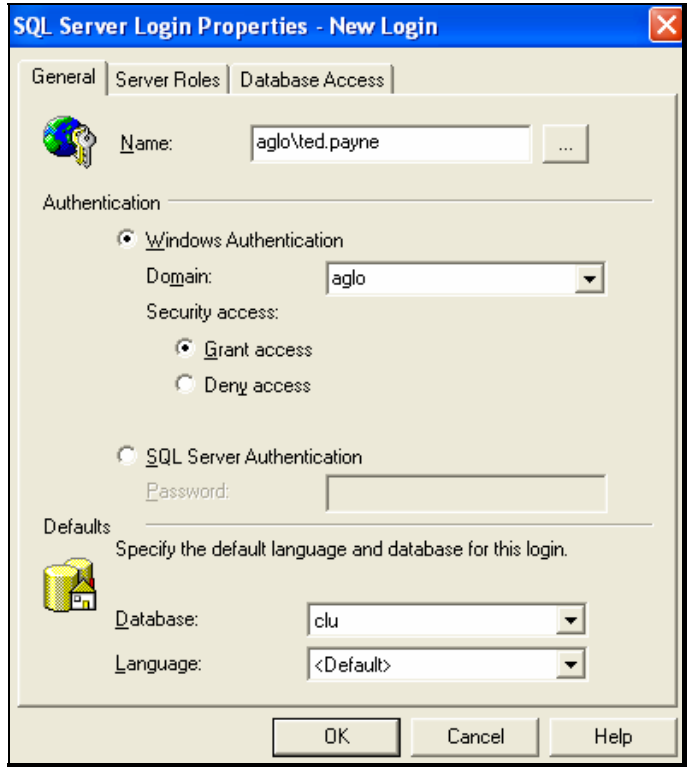 SQL Server Login Properties - New Login
General Server Roles Database Access
Name: aglo\ted.payne ...
Authentication
Windows Authentication
Domain: aglo
Security access:
Grant access
Deny access
SQL Server Authentication
Password:
Defaults
Specify the default language and database for this login.
Database: clu
Language: <Default>
OK Cancel Help